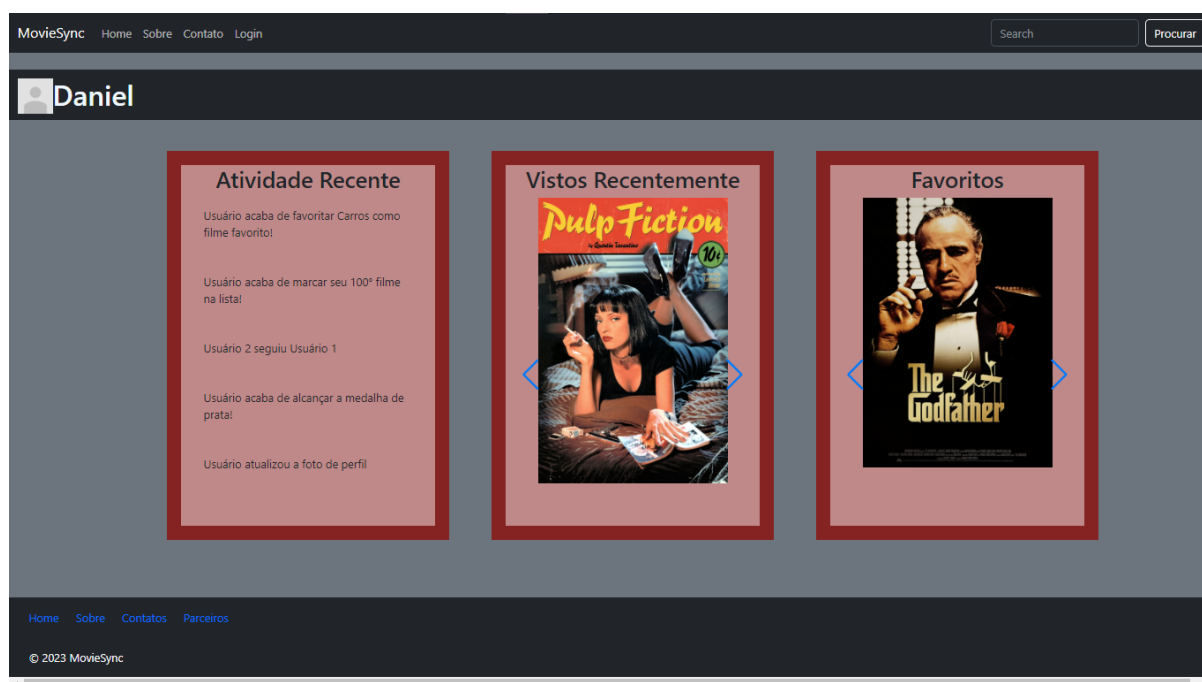 MovieSync Home Sobre Contato Login Search Procurar
Daniel
Atividade Recente
Usuário acaba de favoritar Carros como
filme favorito!
Usuário acaba de marcar seu 100º filme
na lista!
Usuário 2 seguiu Usuário 1
Usuário acaba de alcançar a medalha de
prata!
Usuário atualizou a foto de perfil
Vistos Recentemente
Pulp Fiction
by Quentin Tarantino
10¢
Favoritos
The
Godfather
Home Sobre Contatos Parceiros
© 2023 MovieSync